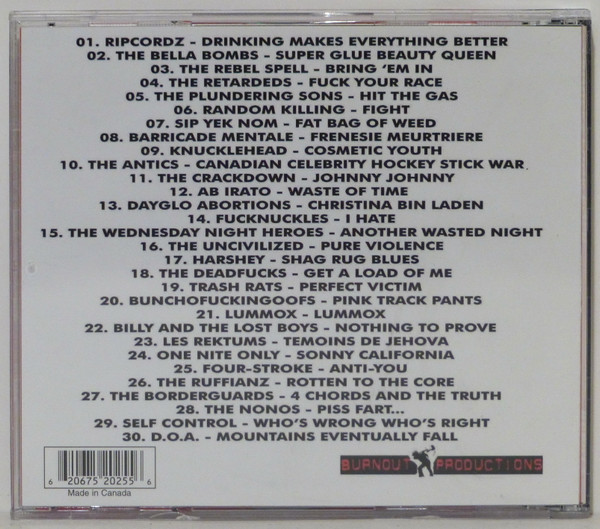 01. RIPCORDZ - DRINKING MAKES EVERYTHING BETTER
02. THE BELLA BOMBS - SUPER GLUE BEAUTY QUEEN
03. THE REBEL SPELL - BRING 'EM IN
04. THE RETARDEDS - FUCK YOUR RACE
05. THE PLUNDERING SONS - HIT THE GAS
06. RANDOM KILLING - FIGHT
07. SIP YEK NOM - FAT BAG OF WEED
08. BARRICADE MENTALE - FRENESIE MEURTRIERE
09. KNUCKLEHEAD - COSMETIC YOUTH
10. THE ANTICS - CANADIAN CELEBRITY HOCKEY STICK WAR
11. THE CRACKDOWN - JOHNNY JOHNNY
12. AB IRATO - WASTE OF TIME
13. DAYGLO ABORTIONS - CHRISTINA BIN LADEN
14. FUCKNUCKLES - I HATE
15. THE WEDNESDAY NIGHT HEROES - ANOTHER WASTED NIGHT
16. THE UNCIVILIZED - PURE VIOLENCE
17. HARSHEY - SHAG RUG BLUES
18. THE DEADFUCKS - GET A LOAD OF ME
19. TRASH RATS - PERFECT VICTIM
20. BUNCHOFUCKINGOOFS - PINK TRACK PANTS
21. LUMMOX - LUMMOX
22. BILLY AND THE LOST BOYS - NOTHING TO PROVE
23. LES REKTUMS - TEMOINS DE JEHOVA
24. ONE NITE ONLY - SONNY CALIFORNIA
25. FOUR-STROKE - ANTI-YOU
26. THE RUFFIANZ - ROTTEN TO THE CORE
27. THE BORDERGUARDS - 4 CHORDS AND THE TRUTH
28. THE NONOS - PISS FART...
29. SELF CONTROL - WHO'S WRONG WHO'S RIGHT
30. D.O.A. - MOUNTAINS EVENTUALLY FALL
6 20675 20255 6
Made in Canada
BURNOUT PRODUCTIONS